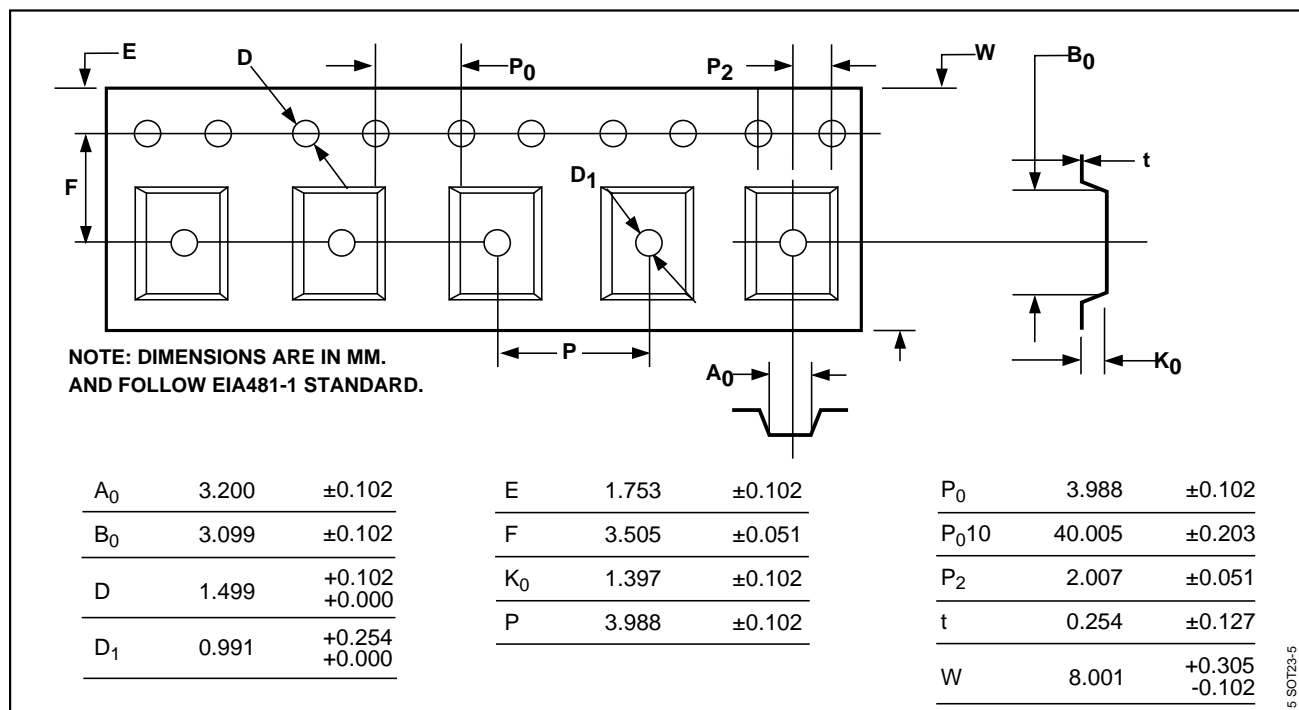 E
D
P0
P2
W
B0
F
D1
t
NOTE: DIMENSIONS ARE IN MM.
AND FOLLOW EIA481-1 STANDARD.
P
A0
K0
A0 3.200 ±0.102
B0 3.099 ±0.102
D 1.499 +0.102 +0.000
D1 0.991 +0.254 +0.000
E 1.753 ±0.102
F 3.505 ±0.051
K0 1.397 ±0.102
P 3.988 ±0.102
P0 3.988 ±0.102
P010 40.005 ±0.203
P2 2.007 ±0.051
t 0.254 ±0.127
W 8.001 +0.305 -0.102
5 SOT23-5